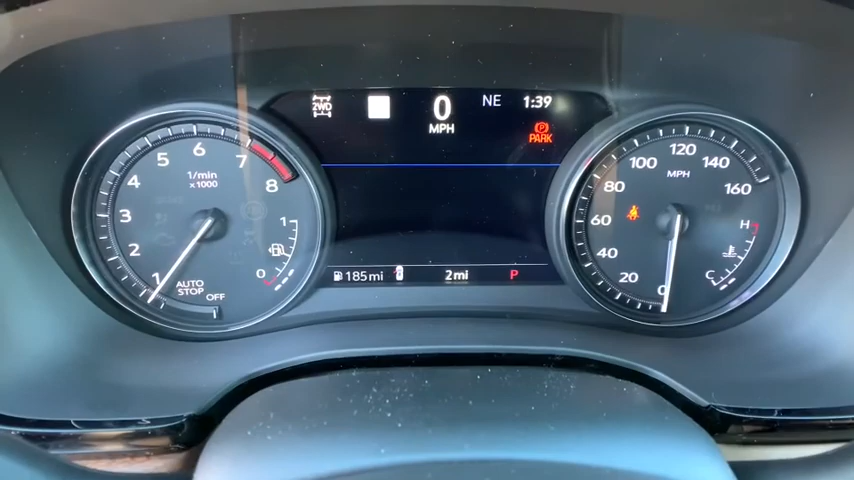 2WD
0
MPH
NE
1:39
PARK
1
2
3
4
5
6
7
8
1/min
x1000
AUTO
STOP
OFF
1
0
185mi
2mi
P
0
20
40
60
80
100
120
140
160
MPH
H
C